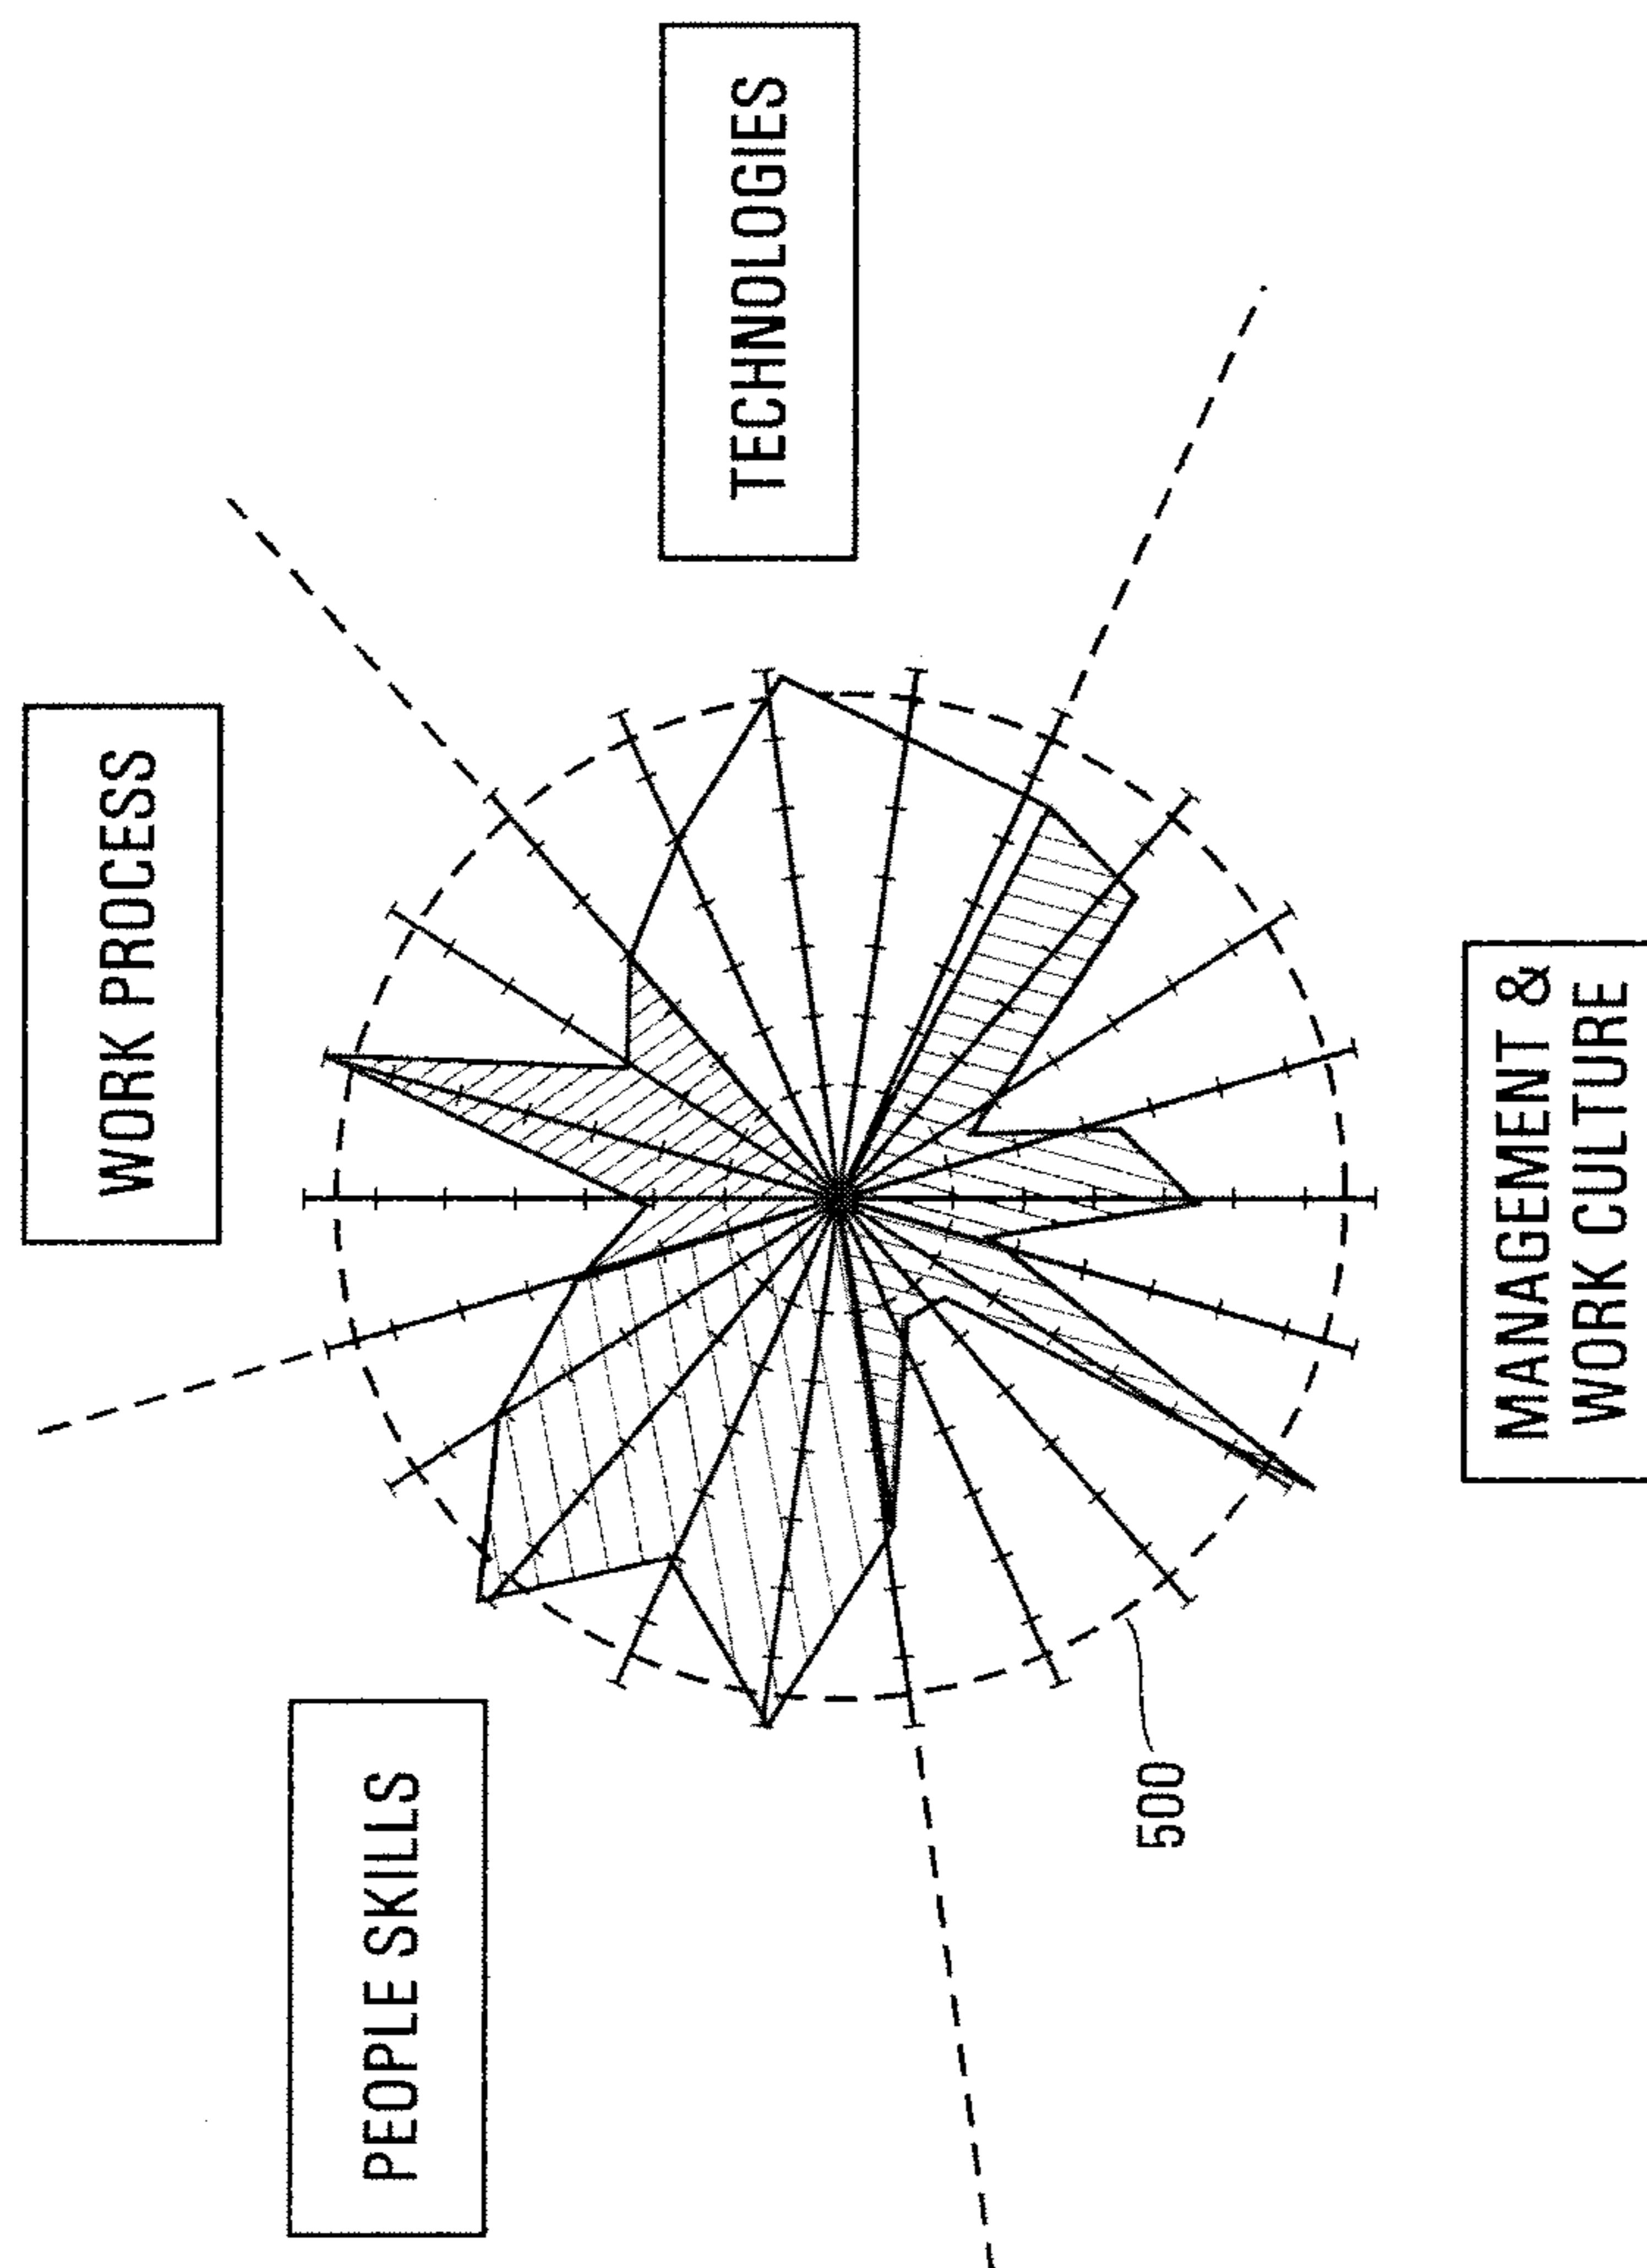 WORK PROCESS
TECHNOLOGIES
PEOPLE SKILLS
MANAGEMENT &
WORK CULTURE
500